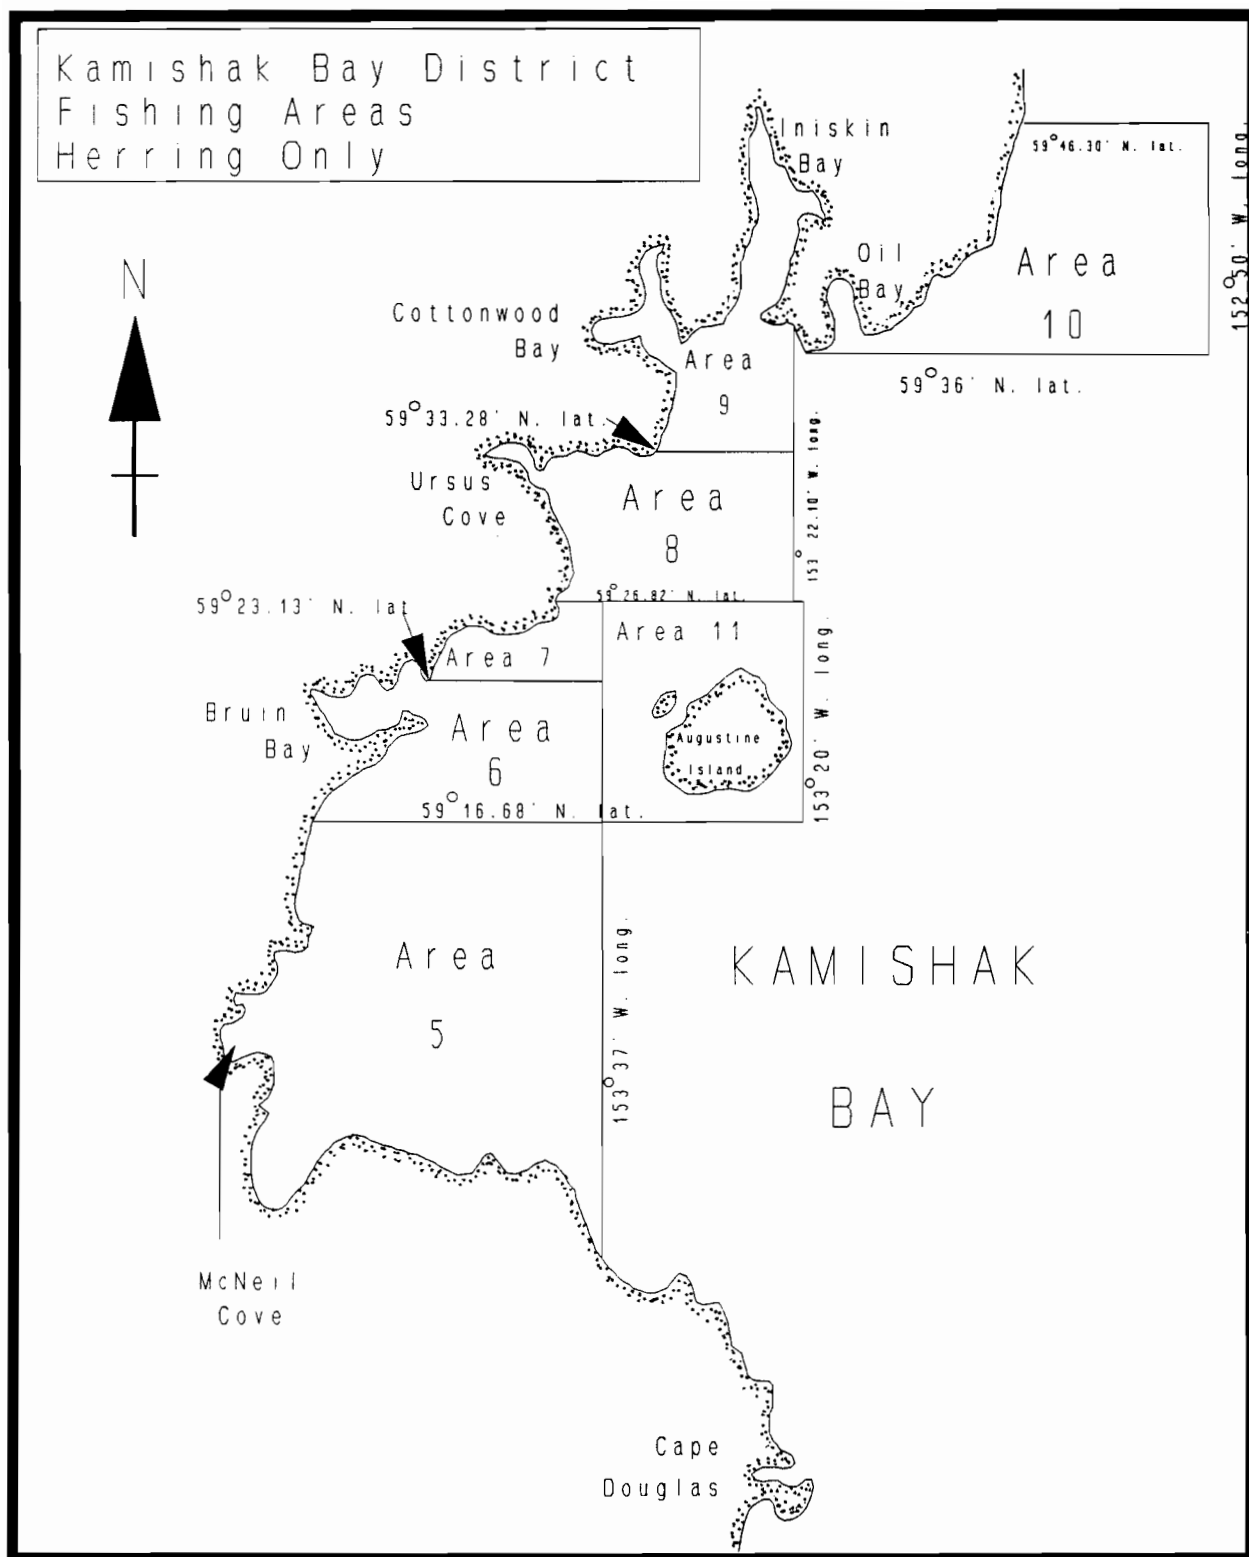 Kamishak Bay District
Fishing Areas
Herring Only
Iniskin
Bay
59°46.30' N. lat.
152°50' W. long.
N
Oil
Bay
Area
10
Cottonwood
Bay
Area
9
59°36' N. lat.
59°33.28' N. lat.
153° 22.10' W. long.
Ursus
Cove
Area
8
59°26.82' N. lat.
59°23.13' N. lat
Area 11
Area 7
153°20' W. long.
Bruin
Bay
Area
6
Augustine
Island
59°16.68' N. lat.
Area
5
153°37' W. long.
KAMISHAK
BAY
McNeil
Cove
Cape
Douglas